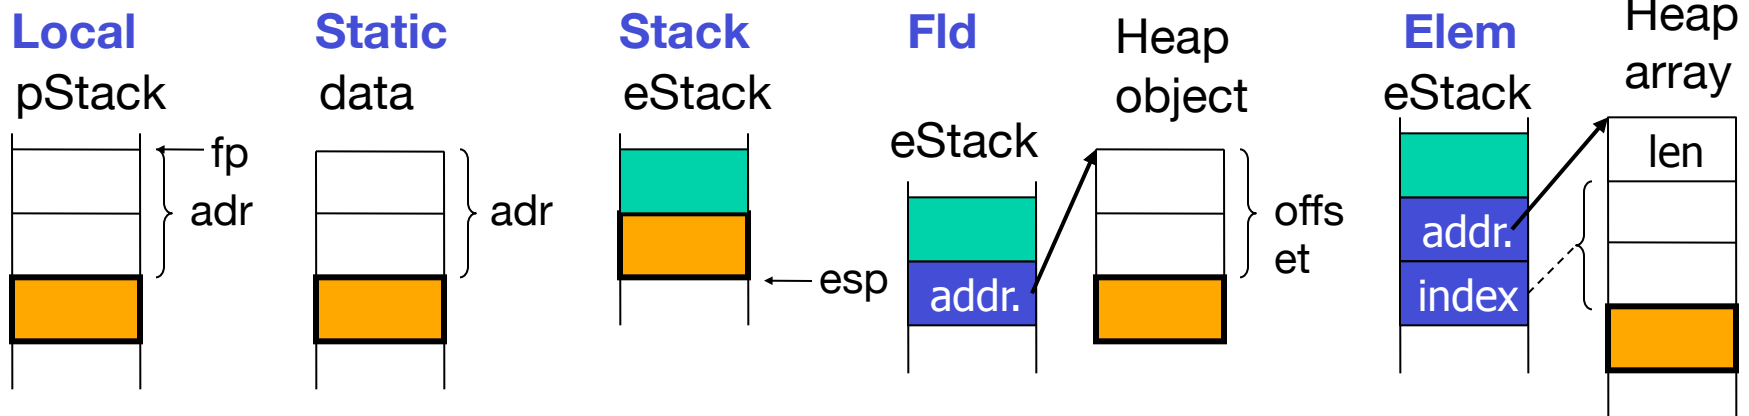 Local
pStack
fp
adr
Static
data
adr
Stack
eStack
esp
Fld
eStack
addr.
Heap
object
offs
et
Elem
eStack
addr.
index
Heap
array
len